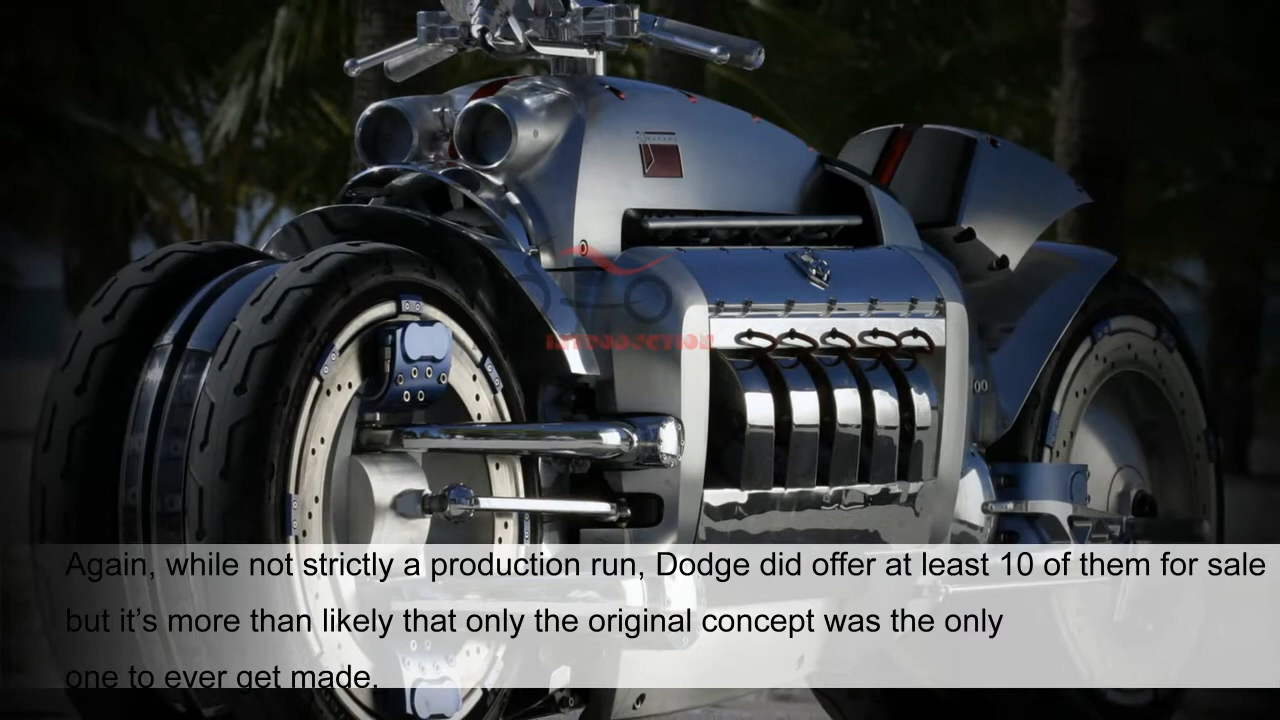 INTRODUCTION
Again, while not strictly a production run, Dodge did offer at least 10 of them for sale
but it’s more than likely that only the original concept was the only
one to ever get made.